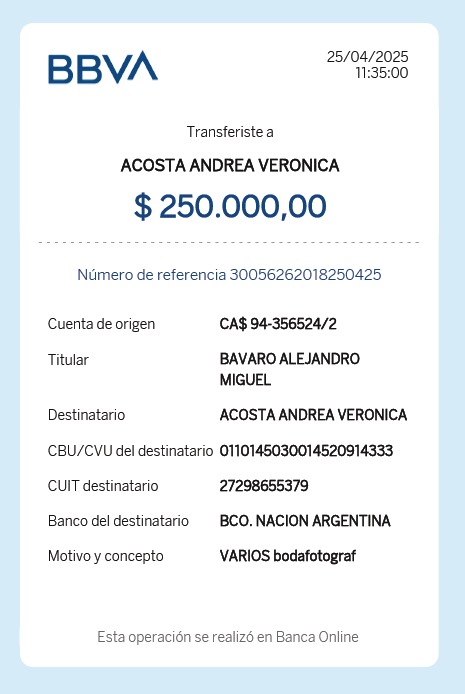 BBVA
25/04/2025
11:35:00
Transferiste a
ACOSTA ANDREA VERONICA
$ 250.000,00
Número de referencia 30056262018250425
Cuenta de origen CA$ 94-356524/2
Titular BAVARO ALEJANDRO
MIGUEL
Destinatario ACOSTA ANDREA VERONICA
CBU/CVU del destinatario 0110145030014520914333
CUIT destinatario 27298655379
Banco del destinatario BCO. NACION ARGENTINA
Motivo y concepto VARIOS bodafotograf
Esta operación se realizó en Banca Online